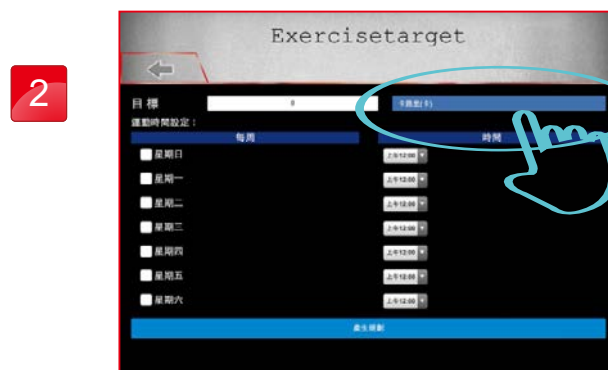 2
Exercisetarget
目標 0 卡路里(卡)
運動時間設定：
每周 時間
星期日 上午12:00
星期一 上午12:00
星期二 上午12:00
星期三 上午12:00
星期四 上午12:00
星期五 上午12:00
星期六 上午12:00
產生規劃